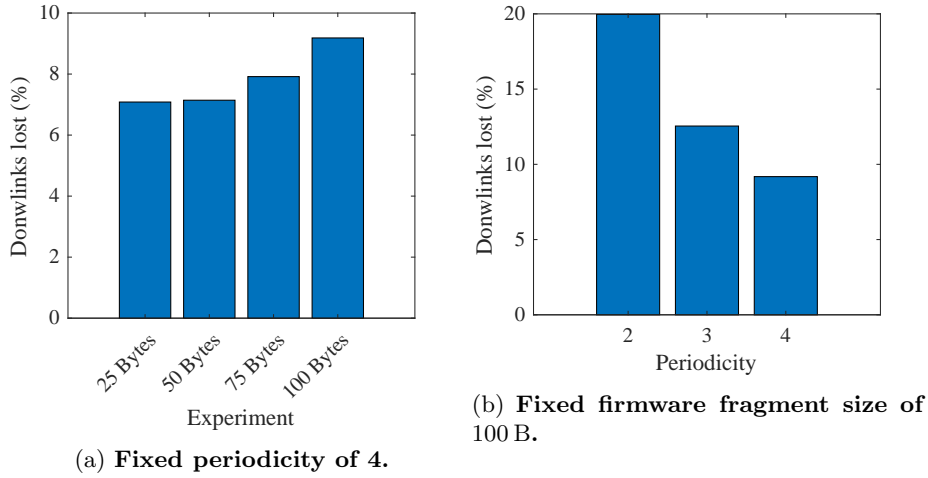 10
8
6
4
2
0
Donwlinks lost (%)
25 Bytes
50 Bytes
75 Bytes
100 Bytes
Experiment
(a) Fixed periodicity of 4.
20
15
10
5
0
Donwlinks lost (%)
2 3 4
Periodicity
(b) Fixed firmware fragment size of
100 B.